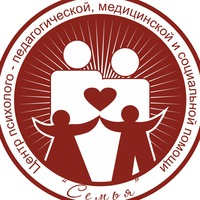 Центр психолого - педагогической, медицинской и социальной помощи
"Семья"